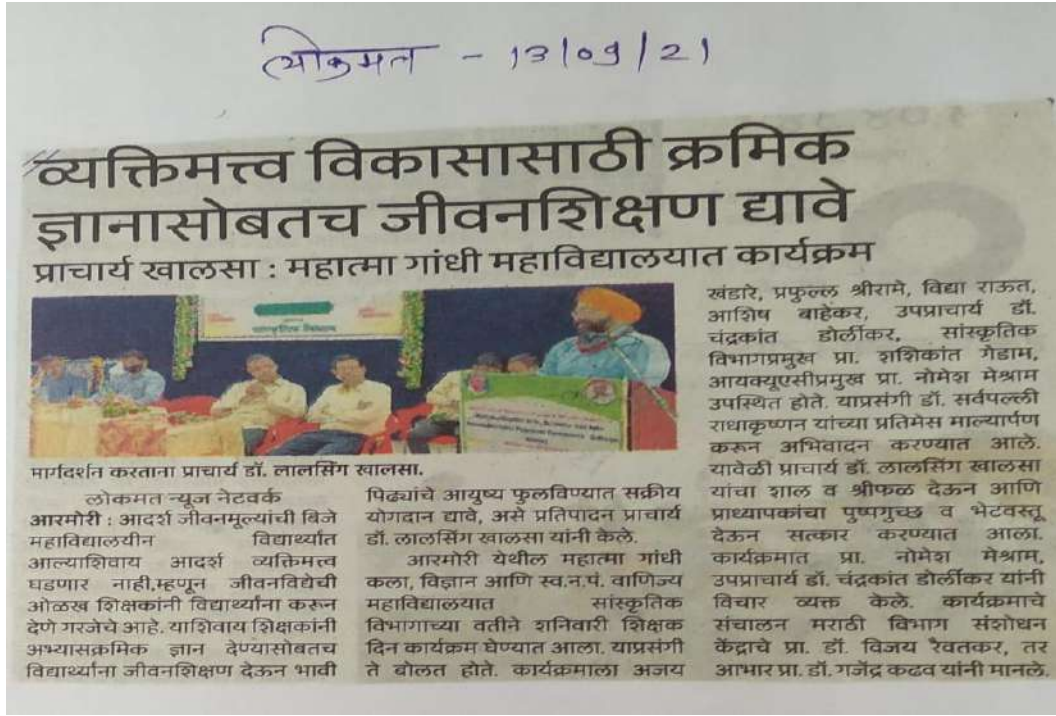 लोकमत - 13/09/21
व्यक्तिमत्त्व विकासासाठी क्रमिक
ज्ञानासोबतच जीवनशिक्षण द्यावे
प्राचार्य खालसा : महात्मा गांधी महाविद्यालयात कार्यक्रम
मार्गदर्शन करताना प्राचार्य डॉ. लालसिंग खालसा.
लोकमत न्यूज नेटवर्क
आरमोरी : आदर्श जीवनमूल्यांची बिजे
महाविद्यालयीन विद्यार्थ्यांत
आल्याशिवाय आदर्श व्यक्तिमत्त्व
घडणार नाही,म्हणून जीवनविद्येची
ओळख शिक्षकांनी विद्यार्थ्यांना करून
देणे गरजेचे आहे. याशिवाय शिक्षकांनी
अभ्यासक्रमिक ज्ञान देण्यासोबतच
विद्यार्थ्यांना जीवनशिक्षण देऊन भावी
पिढ्यांचे आयुष्य फुलविण्यात सक्रीय
योगदान द्यावे, असे प्रतिपादन प्राचार्य
डॉ. लालसिंग खालसा यांनी केले.
आरमोरी येथील महात्मा गांधी
कला, विज्ञान आणि स्व.न.पं. वाणिज्य
महाविद्यालयात सांस्कृतिक
विभागाच्या वतीने शनिवारी शिक्षक
दिन कार्यक्रम घेण्यात आला. याप्रसंगी
ते बोलत होते. कार्यक्रमाला अजय
खंडारे, प्रफुल्ल श्रीरामे, विद्या राऊत,
आशिष बाहेकर, उपप्राचार्य डॉ.
चंद्रकांत डोर्लीकर, सांस्कृतिक
विभागप्रमुख प्रा. शशिकांत गेडाम,
आयक्यूएसीप्रमुख प्रा. नोमेश मेश्राम
उपस्थित होते. याप्रसंगी डॉ. सर्वपल्ली
राधाकृष्णन यांच्या प्रतिमेस माल्यार्पण
करून अभिवादन करण्यात आले.
यावेळी प्राचार्य डॉ. लालसिंग खालसा
यांचा शाल व श्रीफळ देऊन आणि
प्राध्यापकांचा पुष्पगुच्छ व भेटवस्तू
देऊन सत्कार करण्यात आला.
कार्यक्रमात प्रा. नोमेश मेश्राम,
उपप्राचार्य डॉ. चंद्रकांत डोर्लीकर यांनी
विचार व्यक्त केले. कार्यक्रमाचे
संचालन मराठी विभाग संशोधन
केंद्राचे प्रा. डॉ. विजय रैवतकर, तर
आभार प्रा. डॉ. गजेंद्र कढव यांनी मानले.